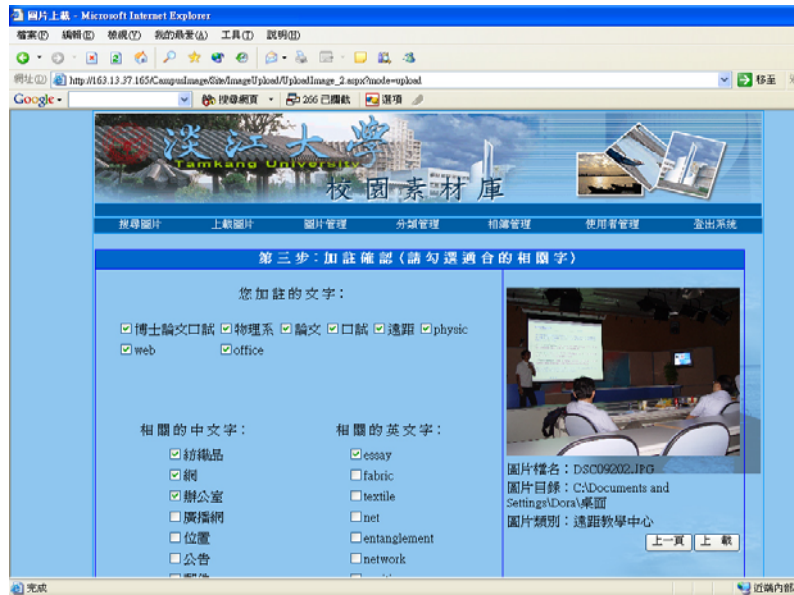 圖片上載 - Microsoft Internet Explorer
檔案(F) 編輯(E) 檢視(V) 我的最愛(A) 工具(T) 說明(H)
網址(D) http://163.13.37.165/CampusImage/Site/ImageUpload/UploadImage_2.aspx?mode=upload 移至
Google 搜尋網頁 266 已攔截 選項
淡江大學
Tamkang University
校園素材庫
搜尋圖片 上載圖片 圖片管理 分類管理 相簿管理 使用者管理 登出系統
第三步:加註確認(請勾選適合的相關字)
您加註的文字:
博士論文口試 物理系 論文 口試 遠距 physic
web office
相關的中文字: 相關的英文字:
紡織品 essay
網 fabric
辦公室 textile
廣播網 net
位置 entanglement
公告 network
圖片檔名:DSC09202.JPG
圖片目錄:C:\Documents and
Settings\Dora\桌面
圖片類別:遠距教學中心
上一頁 上 載
完成 近端內部